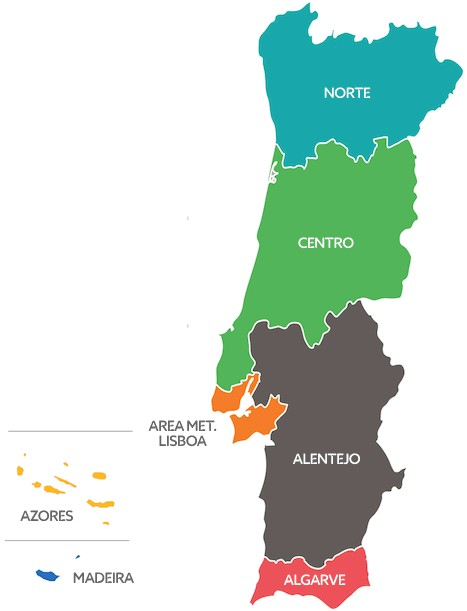 NORTE
CENTRO
AREA MET.
LISBOA
ALENTEJO
AZORES
MADEIRA
ALGARVE